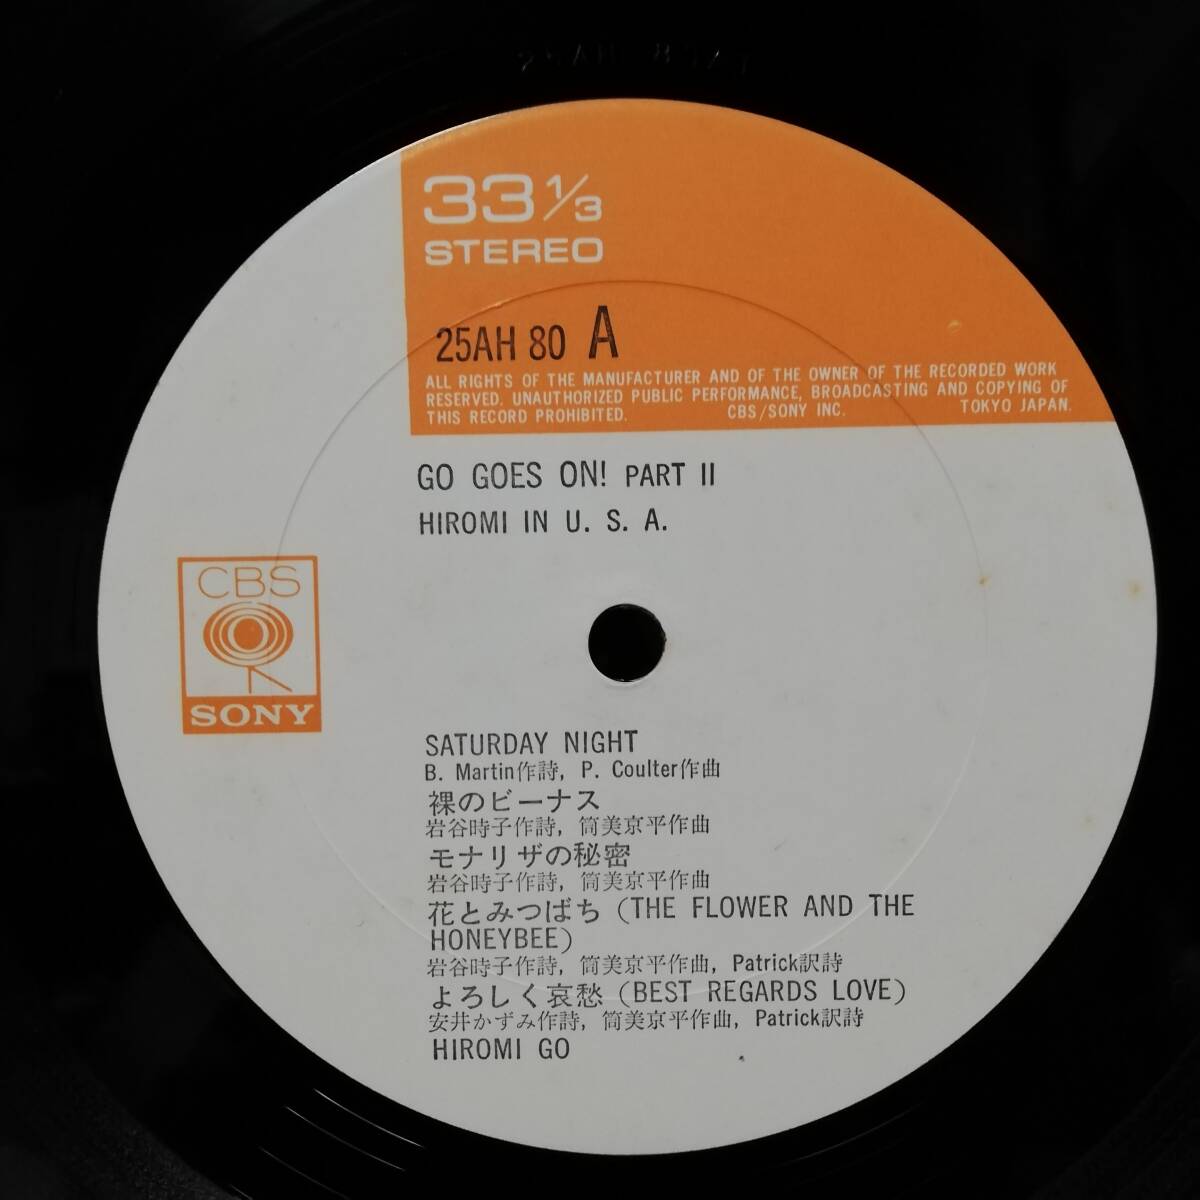 33 1/3
STEREO
25AH 80 A
ALL RIGHTS OF THE MANUFACTURER AND OF THE OWNER OF THE RECORDED WORK
RESERVED. UNAUTHORIZED PUBLIC PERFORMANCE, BROADCASTING AND COPYING OF
THIS RECORD PROHIBITED. CBS/SONY INC. TOKYO JAPAN.
GO GOES ON! PART II
HIROMI IN U. S. A.
CBS
SONY
SATURDAY NIGHT
B. Martin作詩, P. Coulter作曲
裸のビーナス
岩谷時子作詩, 筒美京平作曲
モナリザの秘密
岩谷時子作詩, 筒美京平作曲
花とみつばち (THE FLOWER AND THE
HONEYBEE)
岩谷時子作詩, 筒美京平作曲, Patrick訳詩
よろしく哀愁 (BEST REGARDS LOVE)
安井かずみ作詩, 筒美京平作曲, Patrick訳詩
HIROMI GO